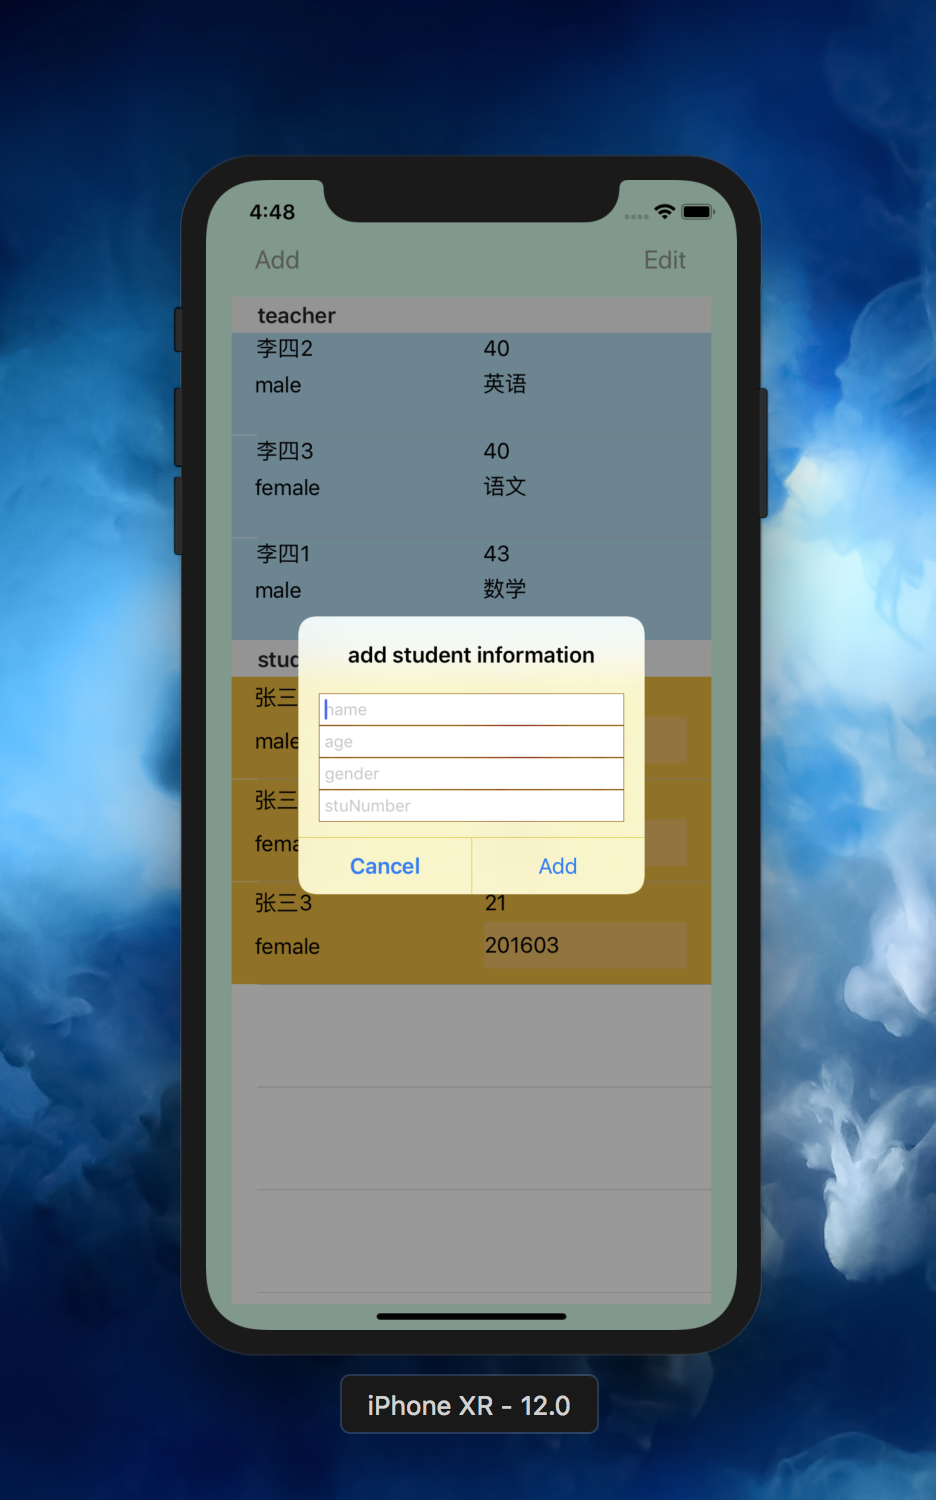 4:48
Add Edit
teacher
李四2 40
male 英语
李四3 40
female 语文
李四1 43
male 数学
add student information
name
age
gender
stuNumber
Cancel Add
张三
male
张三
张三3 21
female 201603
iPhone XR - 12.0